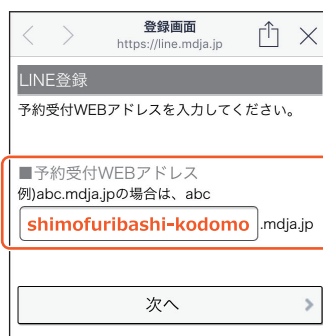 登録画面
https://line.mdja.jp
LINE登録
予約受付WEBアドレスを入力してください。
■予約受付WEBアドレス
例)abc.mdja.jpの場合は、abc
shimofuribashi-kodomo .mdja.jp
次へ